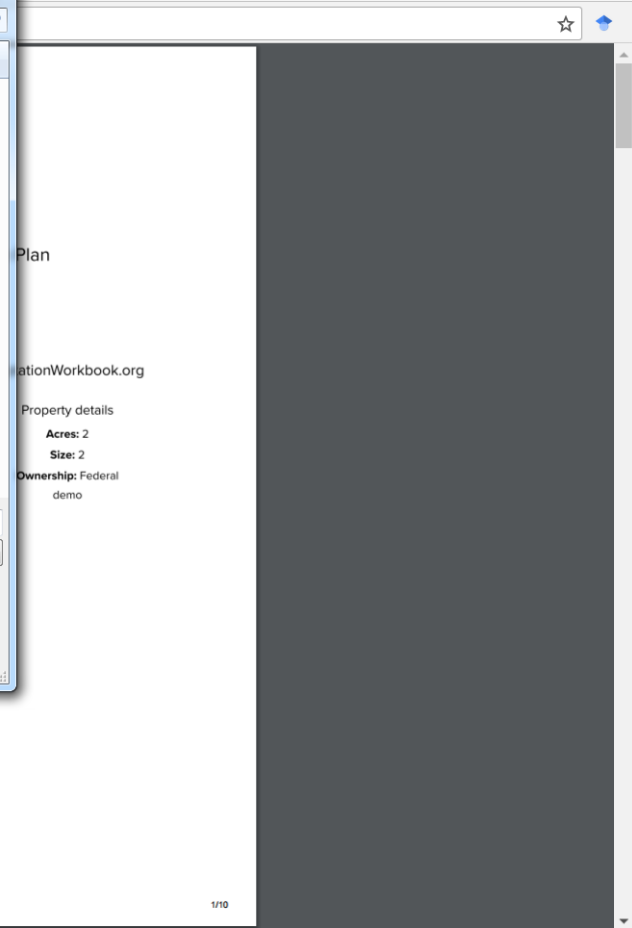 Plan
ationWorkbook.org
Property details
Acres: 2
Size: 2
Ownership: Federal
demo
1/10